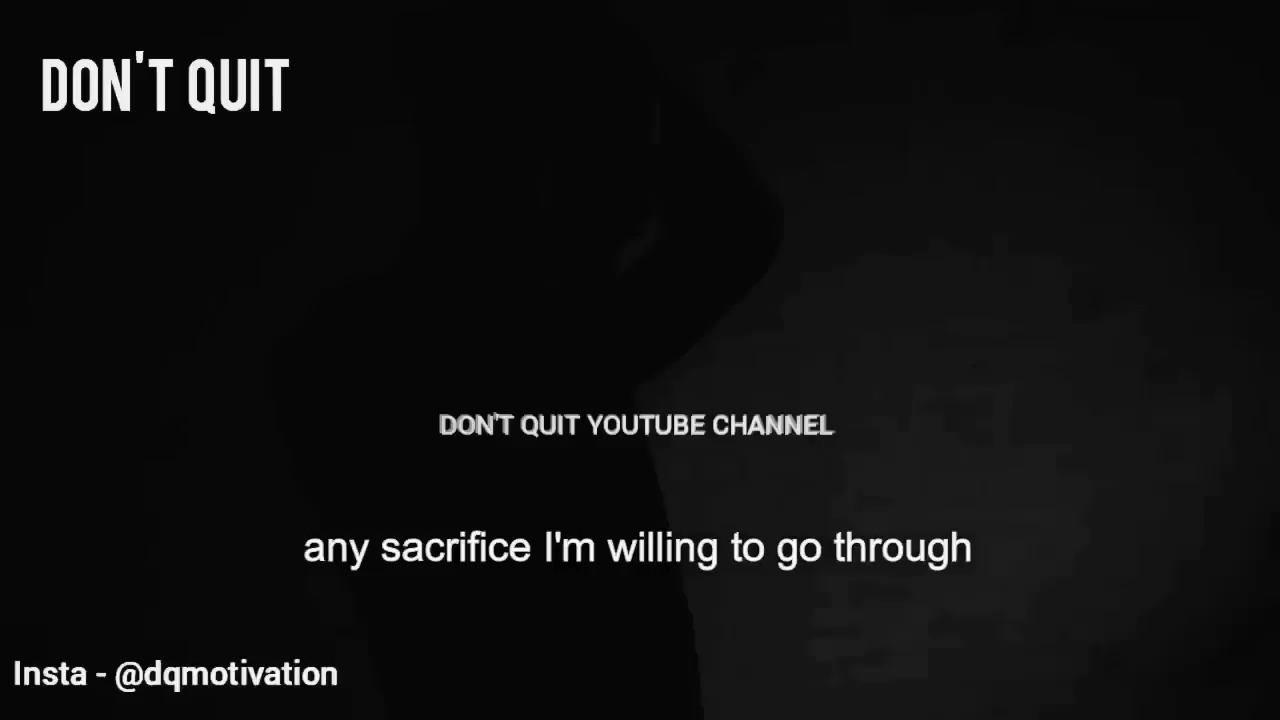 DON'T QUIT
DON'T QUIT YOUTUBE CHANNEL
any sacrifice I'm willing to go through
Insta - @dqmotivation